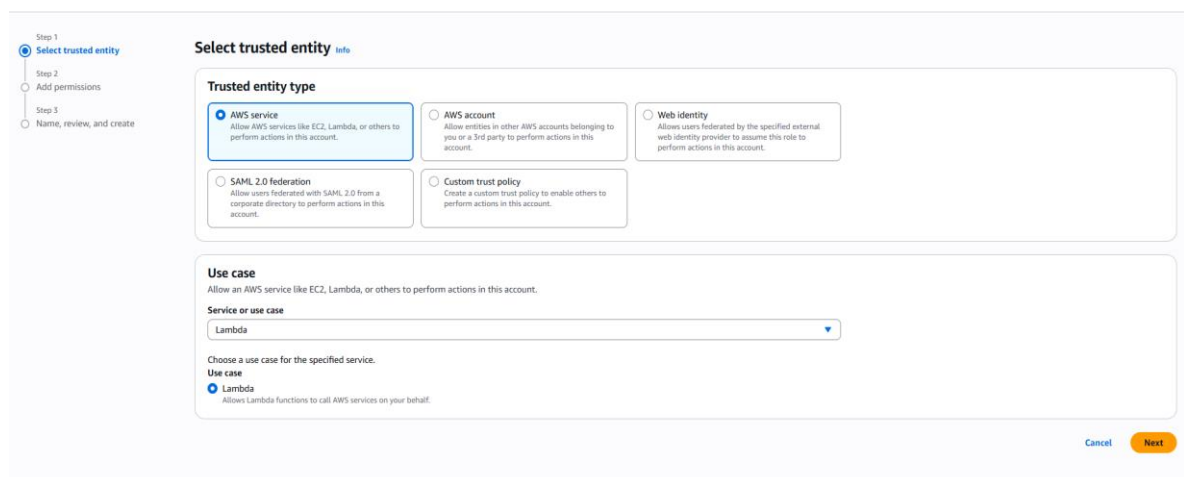 Step 1
Select trusted entity
Step 2
Add permissions
Step 3
Name, review, and create
Select trusted entity Info
Trusted entity type
AWS service
Allow AWS services like EC2, Lambda, or others to
perform actions in this account.
AWS account
Allow entities in other AWS accounts belonging to
you or a 3rd party to perform actions in this
account.
Web identity
Allows users federated by the specified external
web identity provider to assume this role to
perform actions in this account.
SAML 2.0 federation
Allow users federated with SAML 2.0 from a
corporate directory to perform actions in this
account.
Custom trust policy
Create a custom trust policy to enable others to
perform actions in this account.
Use case
Allow an AWS service like EC2, Lambda, or others to perform actions in this account.
Service or use case
Lambda
Choose a use case for the specified service.
Use case
Lambda
Allows Lambda functions to call AWS services on your behalf.
Cancel
Next